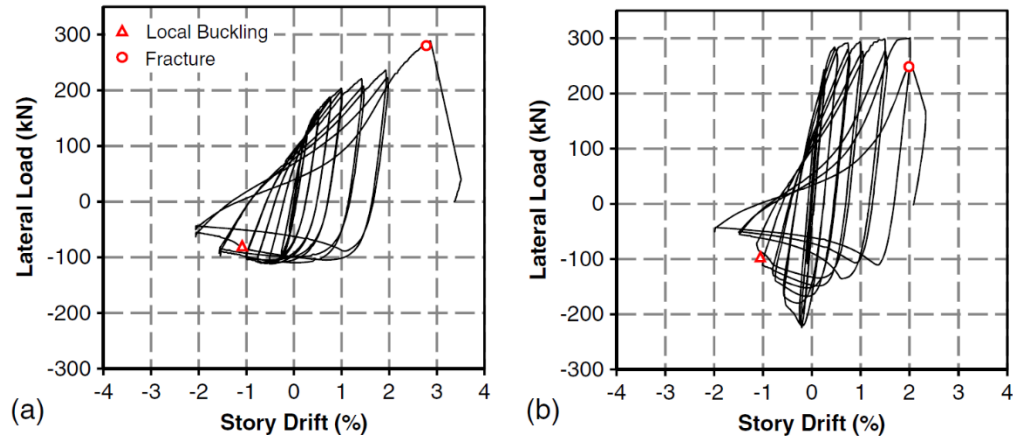 300
200
100
0
-100
-200
-300
Lateral Load (kN)
Local Buckling
Fracture
-4 -3 -2 -1 0 1 2 3 4
Story Drift (%)
(a)
300
200
100
0
-100
-200
-300
Lateral Load (kN)
-4 -3 -2 -1 0 1 2 3 4
Story Drift (%)
(b)